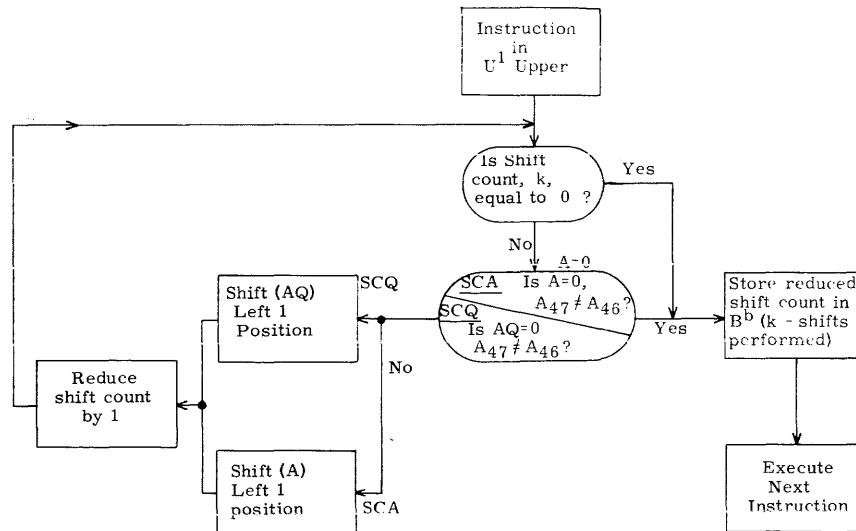 Instruction
in
U¹ Upper
Is Shift
count, k,
equal to 0 ?
Yes
No
A=0
SCA Is A=0,
A₄₇ ≠ A₄₆?
SCQ
Is AQ=0
A₄₇ ≠ A₄₆?
Yes
Store reduced
shift count in
Bᵇ (k - shifts
performed)
SCQ
Shift (AQ)
Left 1
Position
No
Reduce
shift count
by 1
Shift (A)
Left 1
position
SCA
Execute
Next
Instruction